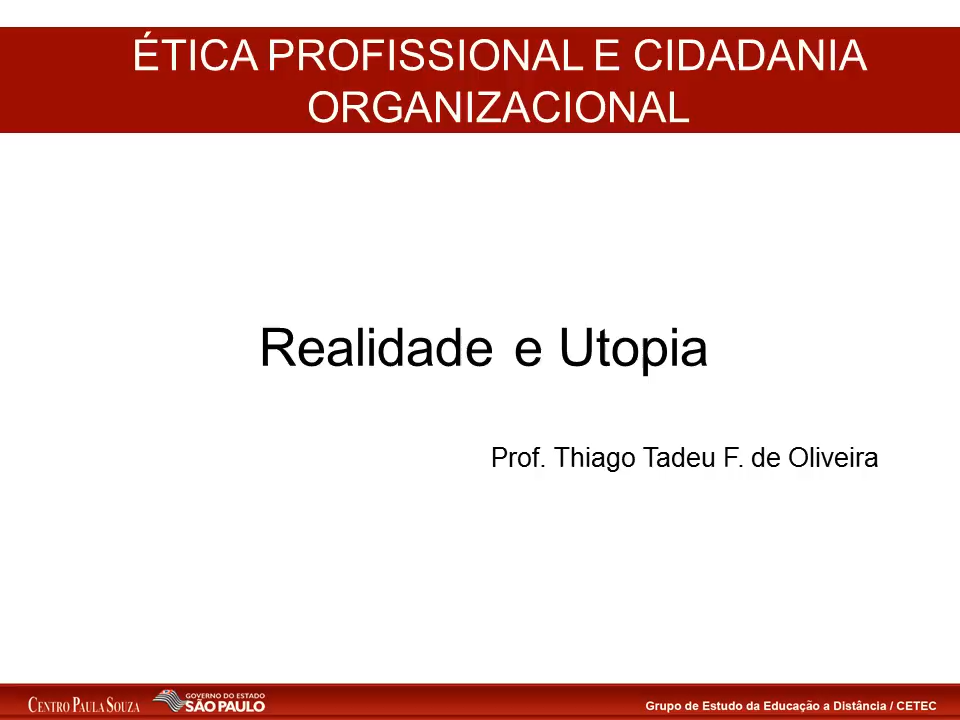 ÉTICA PROFISSIONAL E CIDADANIA
ORGANIZACIONAL
Realidade e Utopia
Prof. Thiago Tadeu F. de Oliveira
CENTRO PAULA SOUZA
GOVERNO DO ESTADO
SÃO PAULO
Grupo de Estudo da Educação a Distância / CETEC